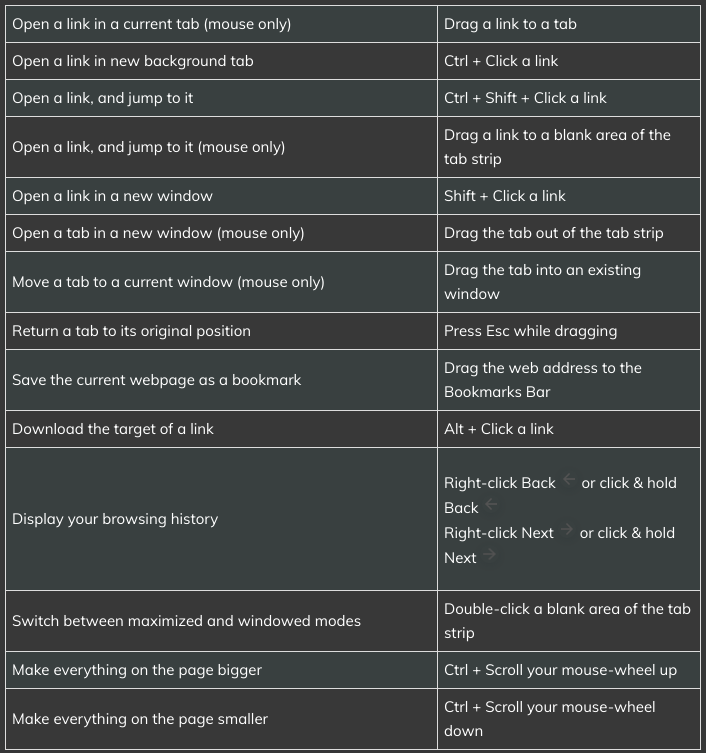 Open a link in a current tab (mouse only)
Drag a link to a tab
Open a link in new background tab
Ctrl + Click a link
Open a link, and jump to it
Ctrl + Shift + Click a link
Open a link, and jump to it (mouse only)
Drag a link to a blank area of the
tab strip
Open a link in a new window
Shift + Click a link
Open a tab in a new window (mouse only)
Drag the tab out of the tab strip
Move a tab to a current window (mouse only)
Drag the tab into an existing
window
Return a tab to its original position
Press Esc while dragging
Save the current webpage as a bookmark
Drag the web address to the
Bookmarks Bar
Download the target of a link
Alt + Click a link
Display your browsing history
Right-click Back ← or click & hold
Back ←
Right-click Next → or click & hold
Next →
Switch between maximized and windowed modes
Double-click a blank area of the tab
strip
Make everything on the page bigger
Ctrl + Scroll your mouse-wheel up
Make everything on the page smaller
Ctrl + Scroll your mouse-wheel
down